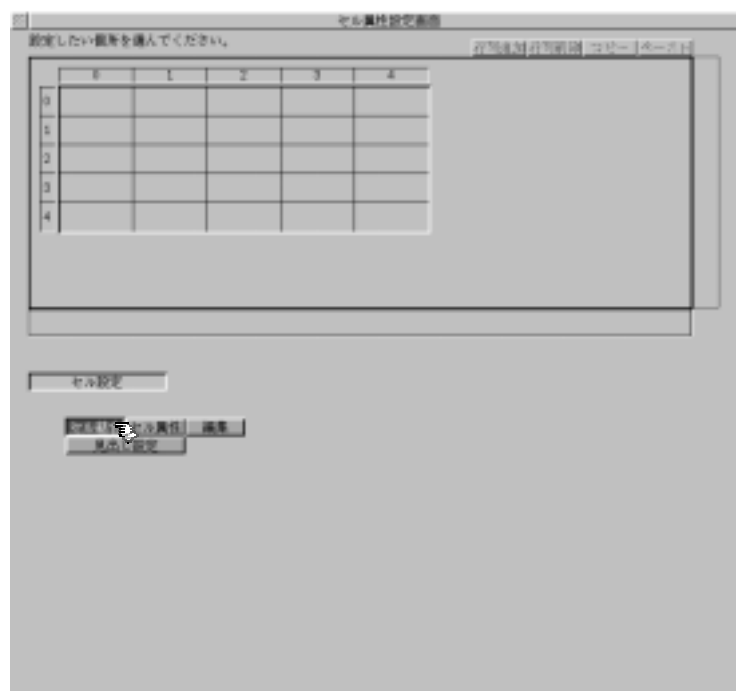 セル属性設定画面
設定したい個所を選んでください。
行列追加 行列削除 コピー ペースト
0 1 2 3 4
0
1
2
3
4
セル設定
セル属性 編集
見出し設定